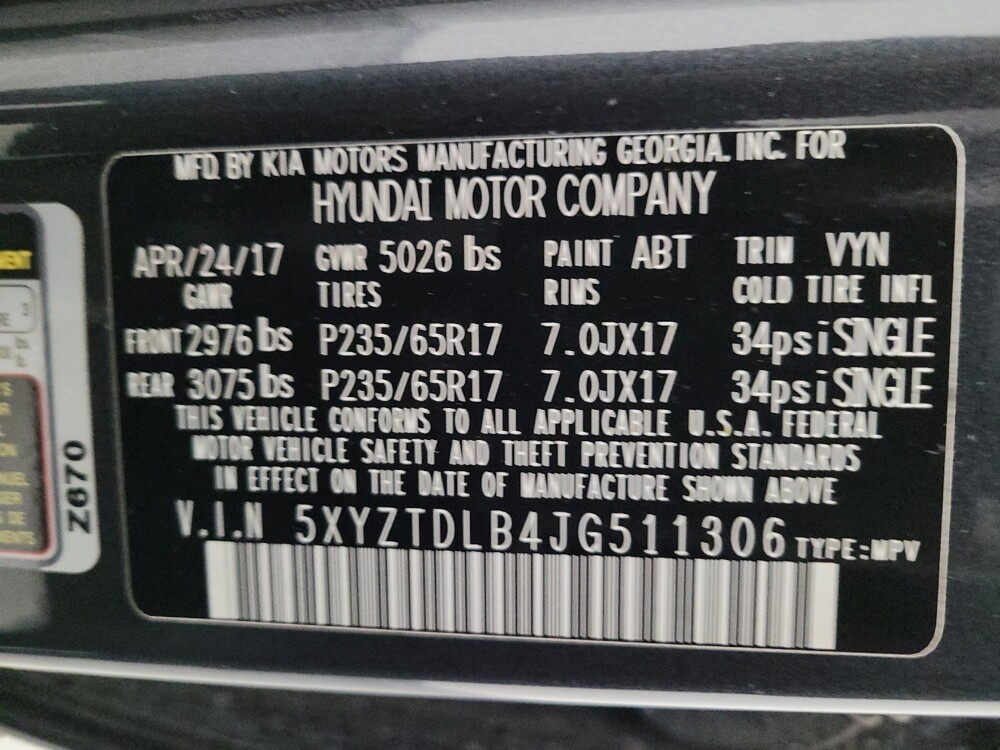 MFD. BY KIA MOTORS MANUFACTURING GEORGIA. INC. FOR
HYUNDAI MOTOR COMPANY
APR/24/17 GVWR 5026 lbs PAINT ABT TRIM VYN
GAWR TIRES RIMS COLD TIRE INFL
FRONT 2976 lbs P235/65R17 7.0JX17 34psi SINGLE
REAR 3075 lbs P235/65R17 7.0JX17 34psi SINGLE
THIS VEHICLE CONFORMS TO ALL APPLICABLE U.S.A. FEDERAL
MOTOR VEHICLE SAFETY AND THEFT PREVENTION STANDARDS
IN EFFECT ON THE DATE OF MANUFACTURE SHOWN ABOVE
V.I.N 5XYZTDLB4JG511306 TYPE:MPV
Z670